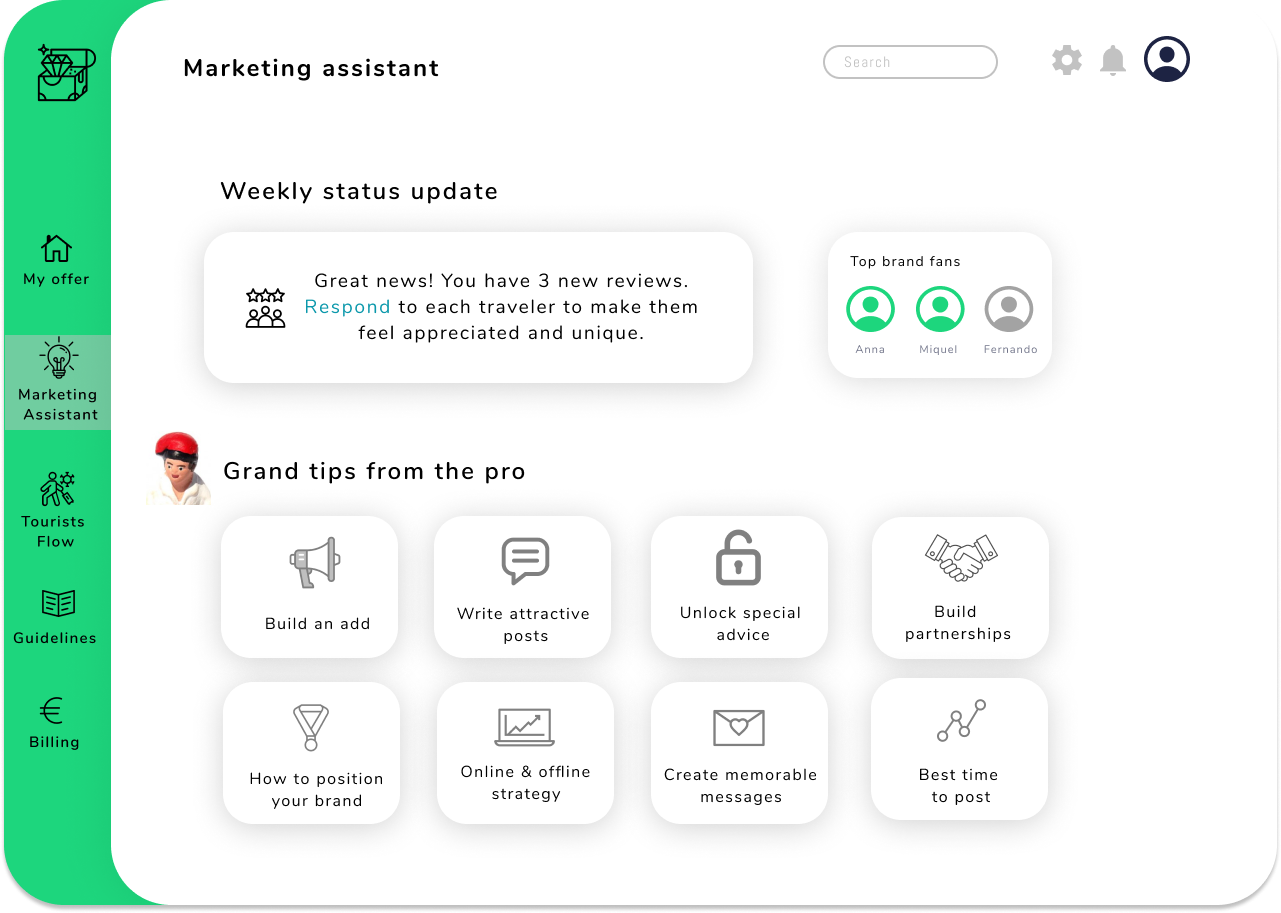 Marketing assistant
Search
Weekly status update
Great news! You have 3 new reviews.
Respond to each traveler to make them
feel appreciated and unique.
Top brand fans
Anna
Miquel
Fernando
My offer
Marketing
Assistant
Tourists
Flow
Guidelines
Billing
Grand tips from the pro
Build an add
Write attractive
posts
Unlock special
advice
Build
partnerships
How to position
your brand
Online & offline
strategy
Create memorable
messages
Best time
to post